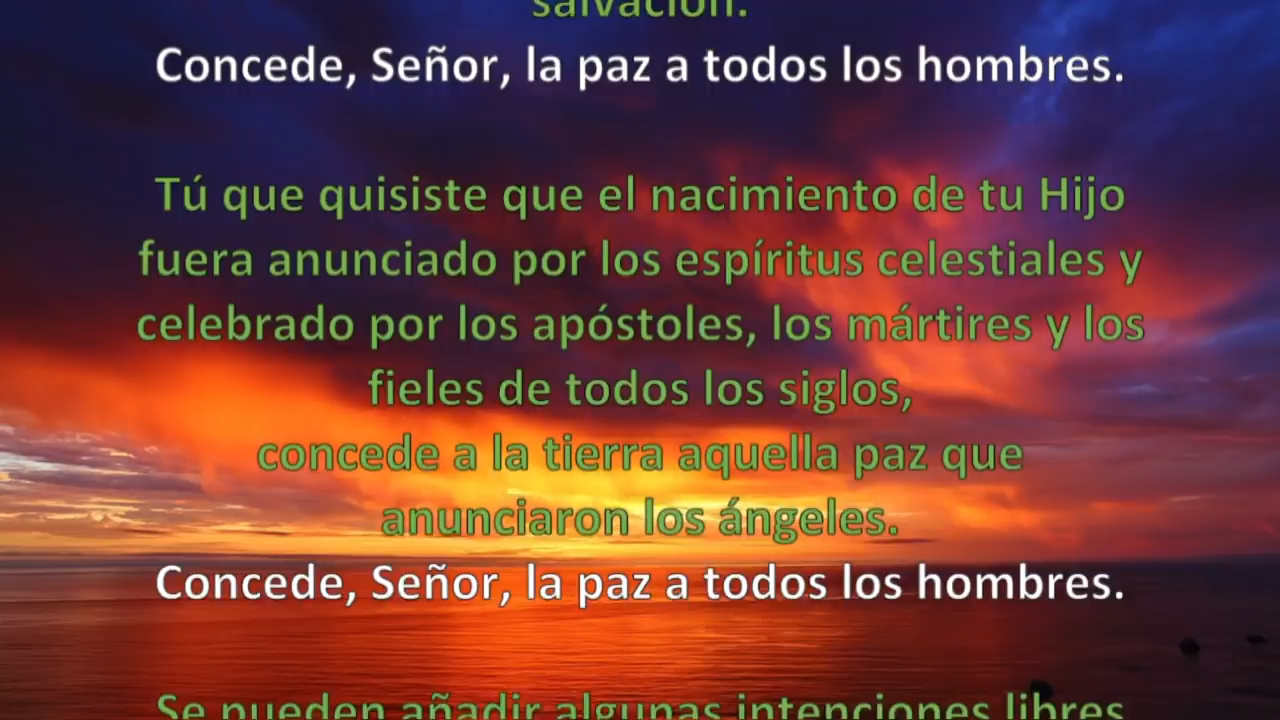 salvación.
Concede, Señor, la paz a todos los hombres.
Tú que quisiste que el nacimiento de tu Hijo
fuera anunciado por los espíritus celestiales y
celebrado por los apóstoles, los mártires y los
fieles de todos los siglos,
concede a la tierra aquella paz que
anunciaron los ángeles.
Concede, Señor, la paz a todos los hombres.
Se pueden añadir algunas intenciones libres